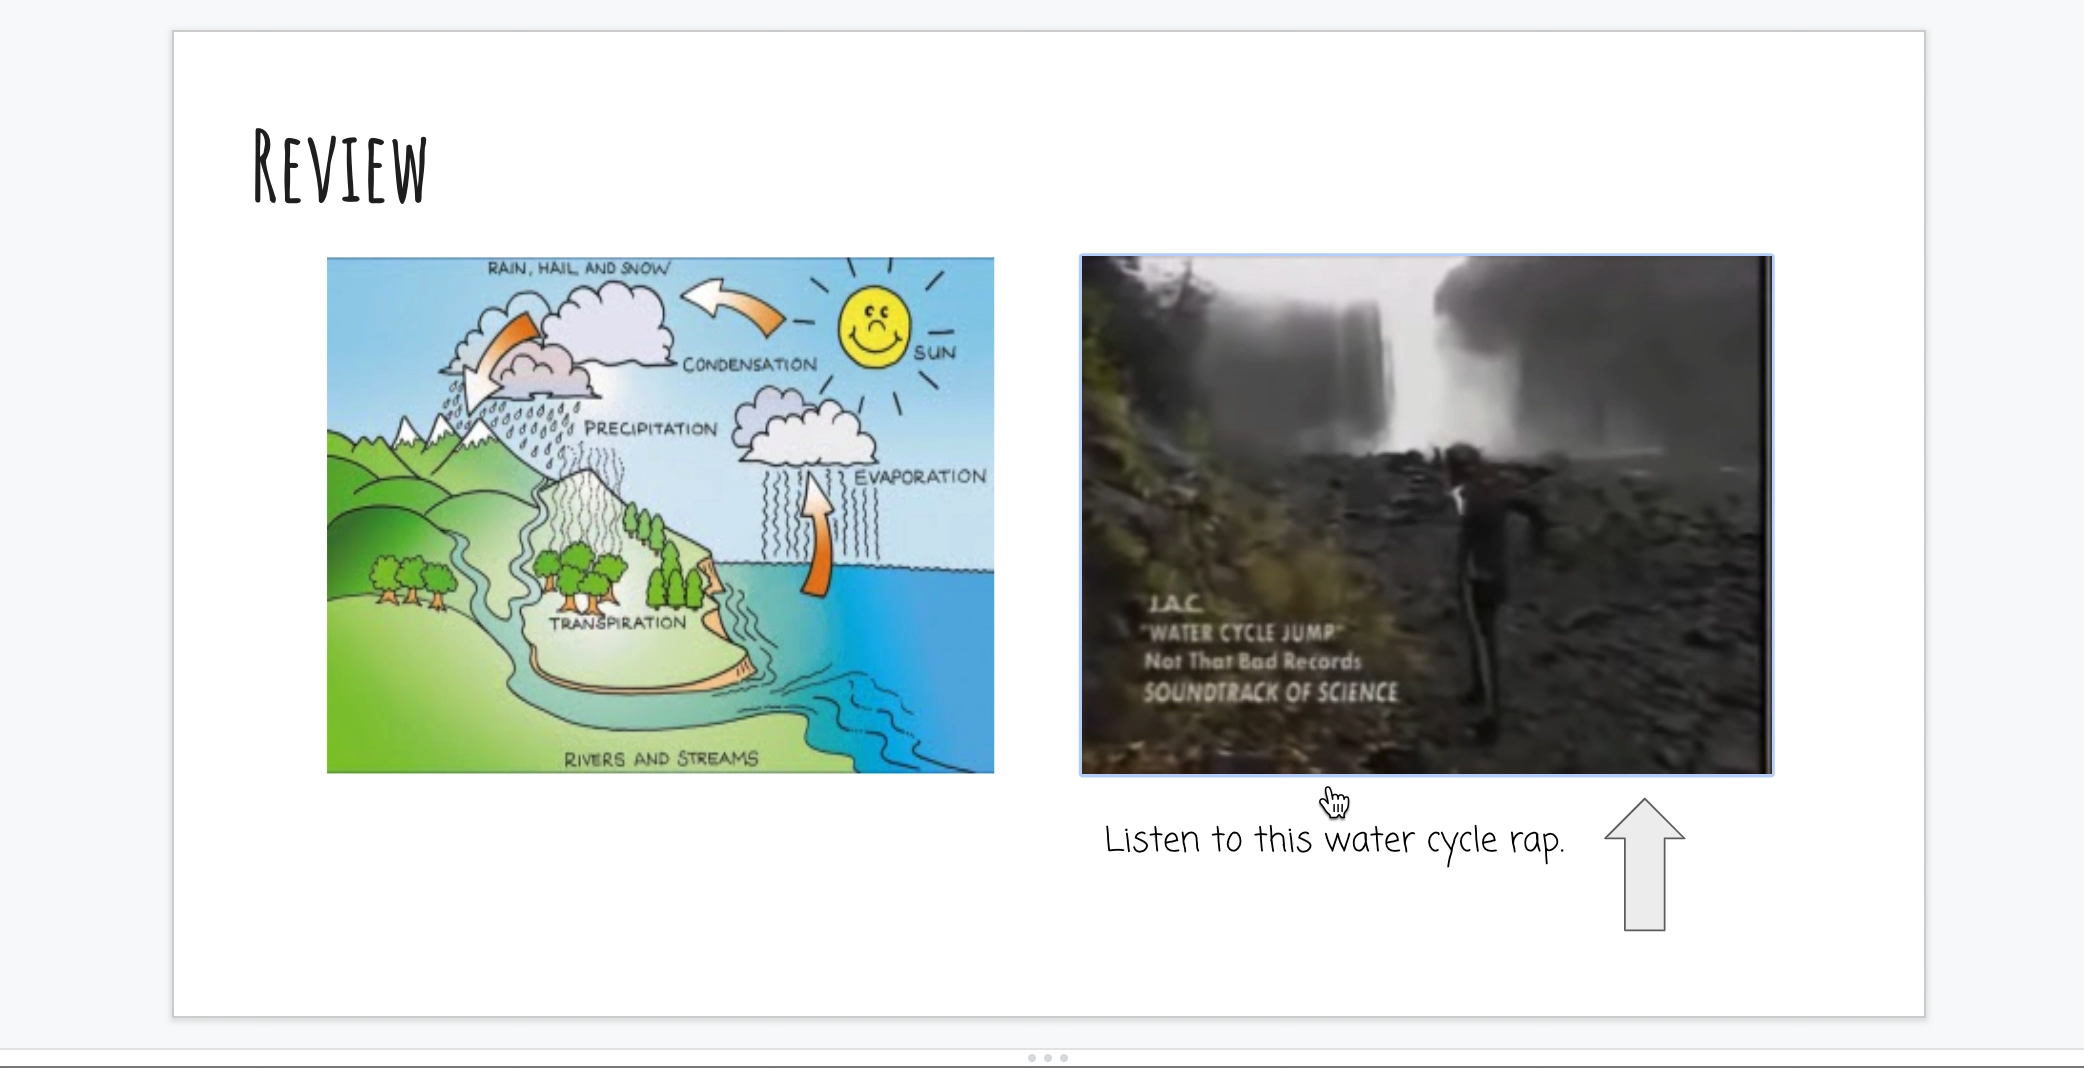 REVIEW
RAIN, HAIL, AND SNOW
SUN
CONDENSATION
PRECIPITATION
EVAPORATION
TRANSPIRATION
RIVERS AND STREAMS
J.A.C.
"WATER CYCLE JUMP"
Not That Bad Records
SOUNDTRACK OF SCIENCE
Listen to this water cycle rap.